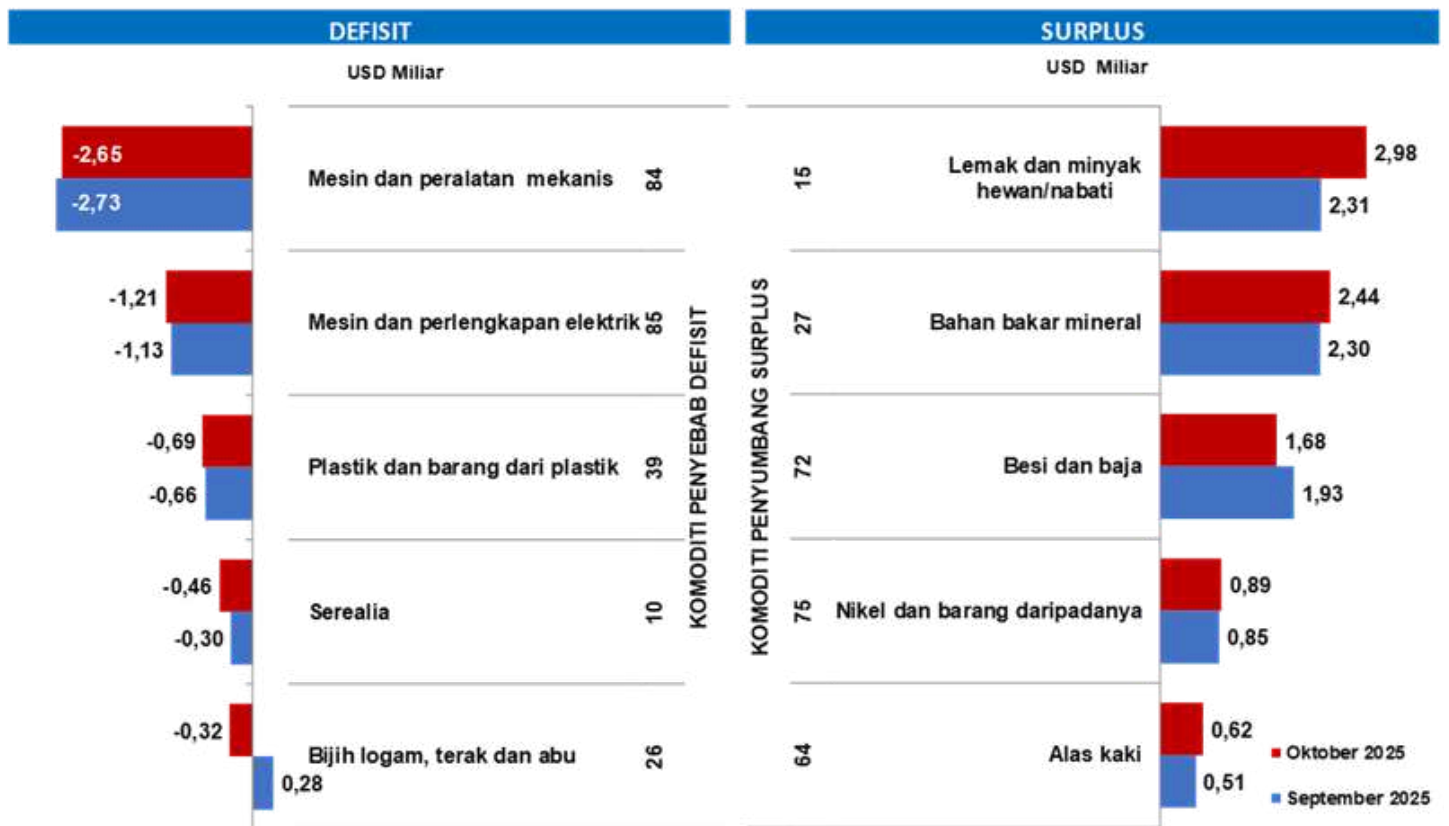 DEFISIT
USD Miliar
-2,65
-2,73
Mesin dan peralatan mekanis
84
-1,21
-1,13
Mesin dan perlengkapan elektrik
85
-0,69
-0,66
Plastik dan barang dari plastik
39
-0,46
-0,30
Serealia
10
-0,32
0,28
Bijih logam, terak dan abu
26
KOMODITI PENYEBAB DEFISIT
SURPLUS
USD Miliar
KOMODITI PENYUMBANG SURPLUS
15
Lemak dan minyak
hewan/nabati
2,98
2,31
27
Bahan bakar mineral
2,44
2,30
72
Besi dan baja
1,68
1,93
75
Nikel dan barang daripadanya
0,89
0,85
64
Alas kaki
0,62
0,51
Oktober 2025
September 2025